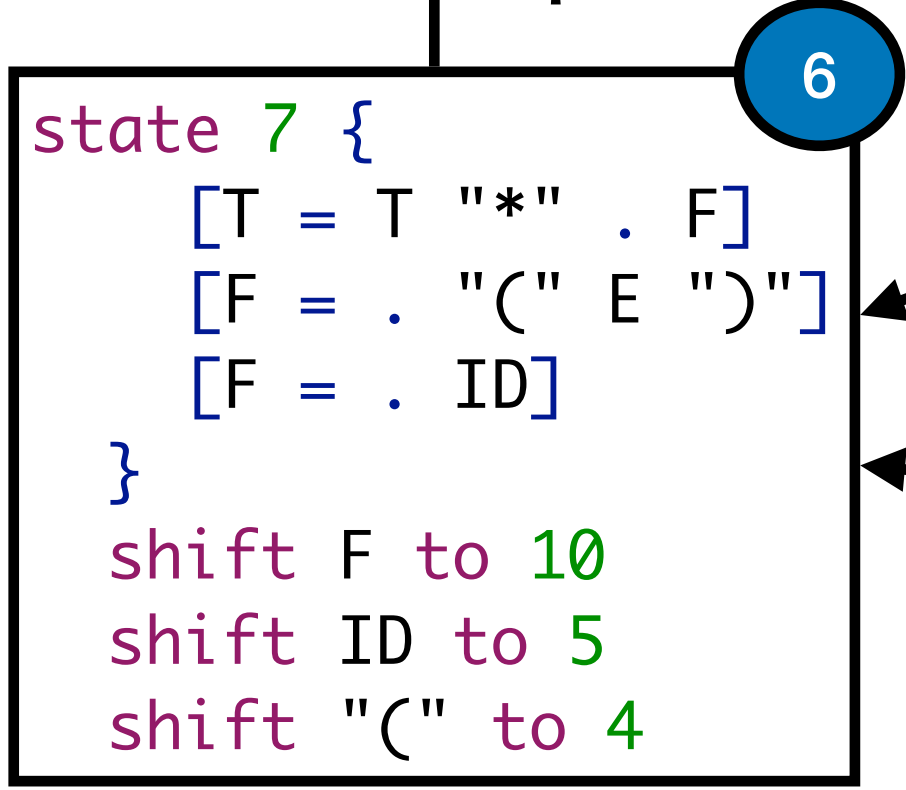 6
state 7 {
[T = T "*" . F]
[F = . "(" E ")"]
[F = . ID]
}
shift F to 10
shift ID to 5
shift "(" to 4